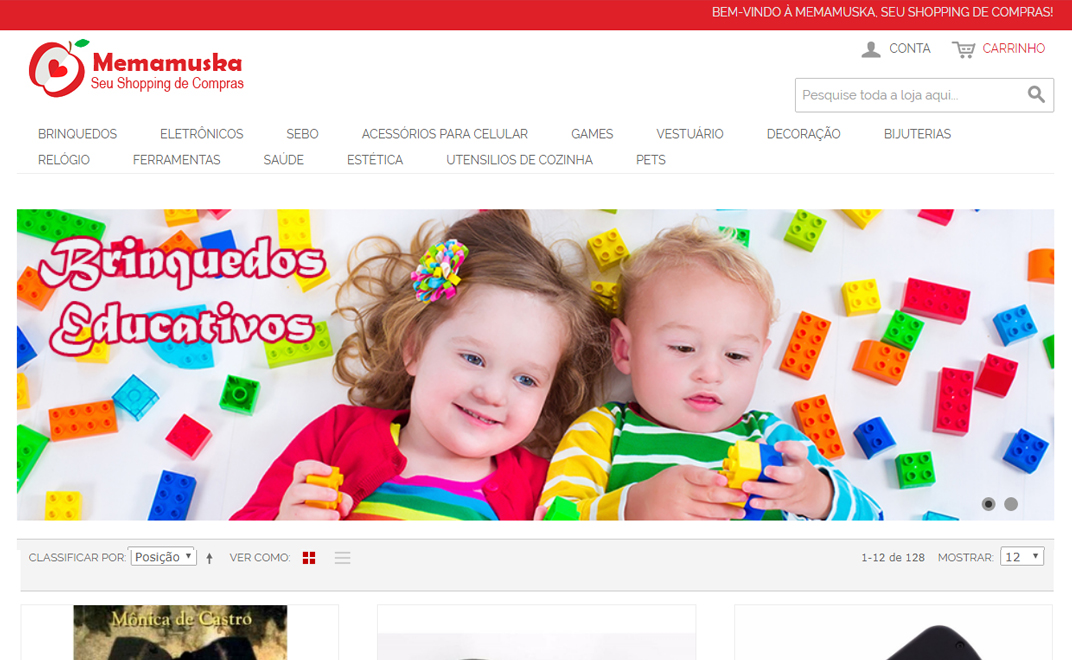 BEM-VINDO À MEMAMUSKA, SEU SHOPPING DE COMPRAS!
Memamuska
Seu Shopping de Compras
CONTA
CARRINHO
Pesquise toda a loja aqui...
BRINQUEDOS ELETRÔNICOS SEBO ACESSÓRIOS PARA CELULAR GAMES VESTUÁRIO DECORAÇÃO BIJUTERIAS
RELÓGIO FERRAMENTAS SAÚDE ESTÉTICA UTENSILIOS DE COZINHA PETS
Brinquedos
Educativos
CLASSIFICAR POR: Posição VER COMO: 1-12 de 128 MOSTRAR: 12
Mônica de Castro